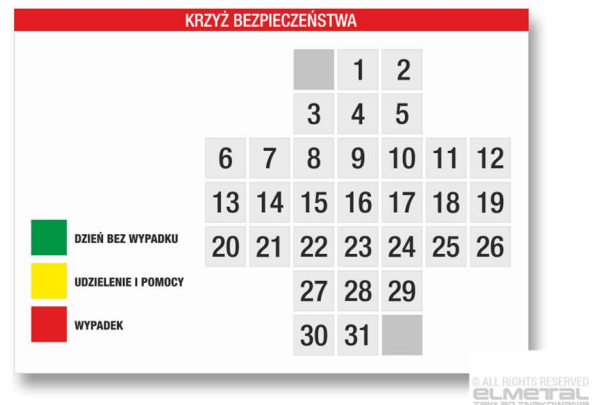 KRZYŻ BEZPIECZEŃSTWA
1 2
3 4 5
6 7 8 9 10 11 12
13 14 15 16 17 18 19
DZIEŃ BEZ WYPADKU
20 21 22 23 24 25 26
UDZIELENIE I POMOCY
27 28 29
WYPADEK
30 31
© ALL RIGHTS RESERVED
ELMETAL
ZAKŁAD ZNAKOWANIA